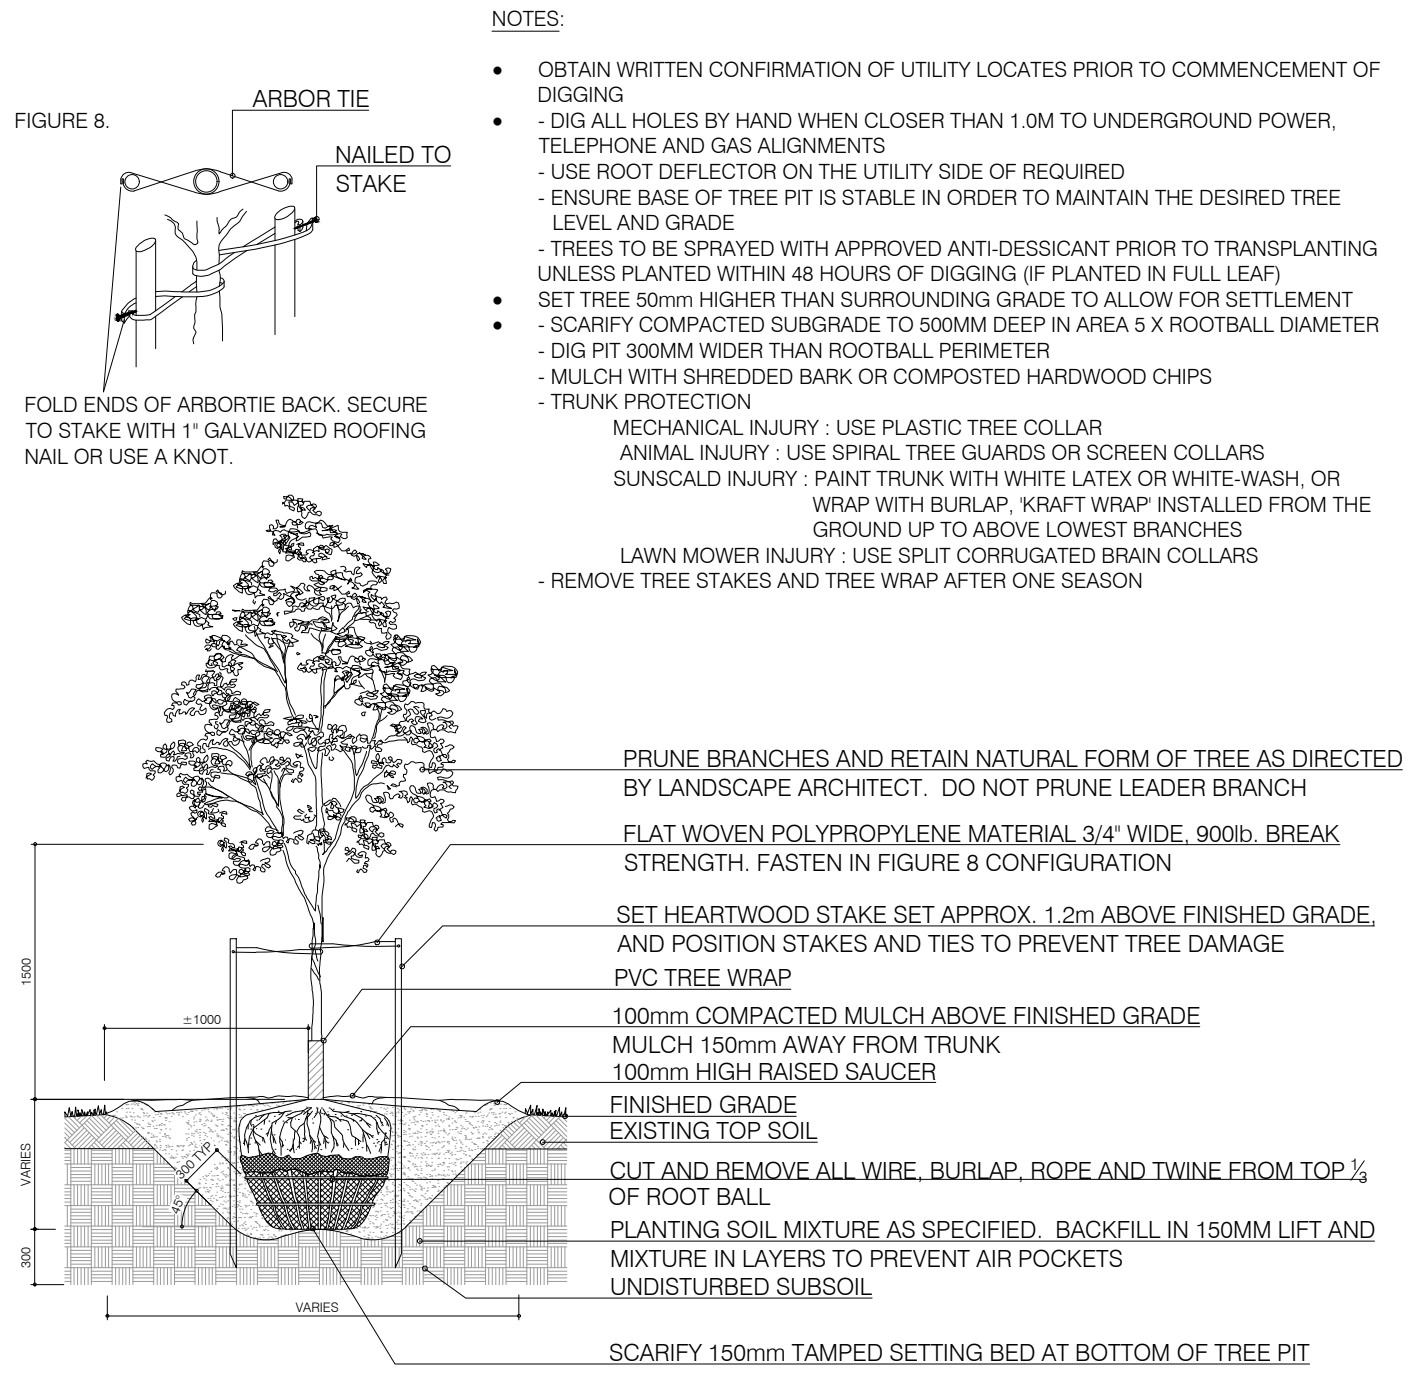 NOTES:
● OBTAIN WRITTEN CONFIRMATION OF UTILITY LOCATES PRIOR TO COMMENCEMENT OF
DIGGING
● - DIG ALL HOLES BY HAND WHEN CLOSER THAN 1.0M TO UNDERGROUND POWER,
TELEPHONE AND GAS ALIGNMENTS
- USE ROOT DEFLECTOR ON THE UTILITY SIDE OF REQUIRED
- ENSURE BASE OF TREE PIT IS STABLE IN ORDER TO MAINTAIN THE DESIRED TREE
LEVEL AND GRADE
- TREES TO BE SPRAYED WITH APPROVED ANTI-DESSICANT PRIOR TO TRANSPLANTING
UNLESS PLANTED WITHIN 48 HOURS OF DIGGING (IF PLANTED IN FULL LEAF)
● SET TREE 50mm HIGHER THAN SURROUNDING GRADE TO ALLOW FOR SETTLEMENT
● - SCARIFY COMPACTED SUBGRADE TO 500MM DEEP IN AREA 5 X ROOTBALL DIAMETER
- DIG PIT 300MM WIDER THAN ROOTBALL PERIMETER
- MULCH WITH SHREDDED BARK OR COMPOSTED HARDWOOD CHIPS
- TRUNK PROTECTION
MECHANICAL INJURY : USE PLASTIC TREE COLLAR
ANIMAL INJURY : USE SPIRAL TREE GUARDS OR SCREEN COLLARS
SUNSCALD INJURY : PAINT TRUNK WITH WHITE LATEX OR WHITE-WASH, OR
WRAP WITH BURLAP, 'KRAFT WRAP' INSTALLED FROM THE
GROUND UP TO ABOVE LOWEST BRANCHES
LAWN MOWER INJURY : USE SPLIT CORRUGATED BRAIN COLLARS
- REMOVE TREE STAKES AND TREE WRAP AFTER ONE SEASON
FIGURE 8.
ARBOR TIE
NAILED TO
STAKE
FOLD ENDS OF ARBORTIE BACK. SECURE
TO STAKE WITH 1" GALVANIZED ROOFING
NAIL OR USE A KNOT.
PRUNE BRANCHES AND RETAIN NATURAL FORM OF TREE AS DIRECTED
BY LANDSCAPE ARCHITECT. DO NOT PRUNE LEADER BRANCH
FLAT WOVEN POLYPROPYLENE MATERIAL 3/4" WIDE, 900lb. BREAK
STRENGTH. FASTEN IN FIGURE 8 CONFIGURATION
SET HEARTWOOD STAKE SET APPROX. 1.2m ABOVE FINISHED GRADE,
AND POSITION STAKES AND TIES TO PREVENT TREE DAMAGE
PVC TREE WRAP
100mm COMPACTED MULCH ABOVE FINISHED GRADE
MULCH 150mm AWAY FROM TRUNK
100mm HIGH RAISED SAUCER
FINISHED GRADE
EXISTING TOP SOIL
CUT AND REMOVE ALL WIRE, BURLAP, ROPE AND TWINE FROM TOP 1/3
OF ROOT BALL
PLANTING SOIL MIXTURE AS SPECIFIED. BACKFILL IN 150MM LIFT AND
MIXTURE IN LAYERS TO PREVENT AIR POCKETS
UNDISTURBED SUBSOIL
SCARIFY 150mm TAMPED SETTING BED AT BOTTOM OF TREE PIT
1500
±1000
VARIES
300 TYP
45°
300
VARIES